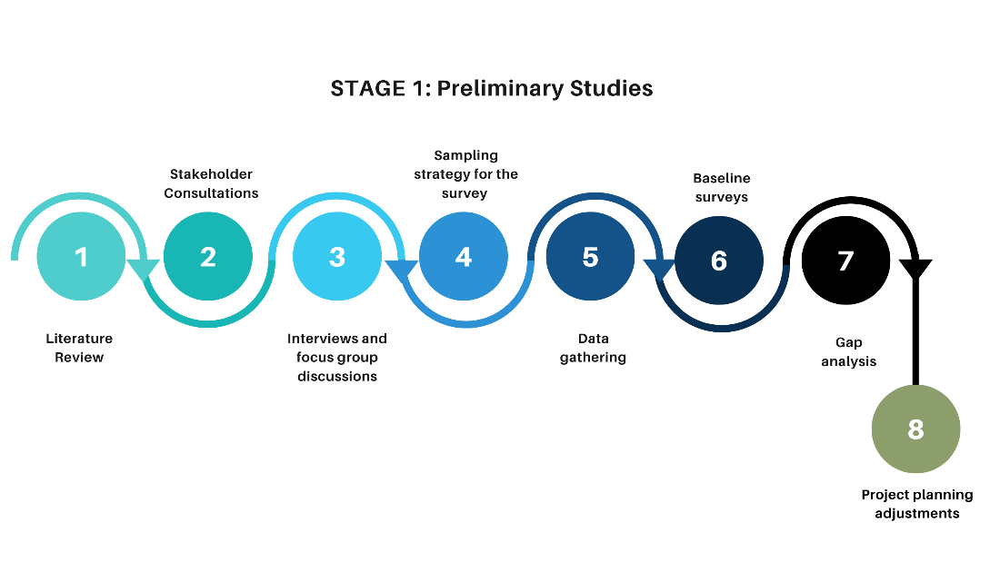 STAGE 1: Preliminary Studies
1
Literature
Review
2
Stakeholder
Consultations
3
Interviews and
focus group
discussions
4
Sampling
strategy for the
survey
5
Data
gathering
6
Baseline
surveys
7
Gap
analysis
8
Project planning
adjustments